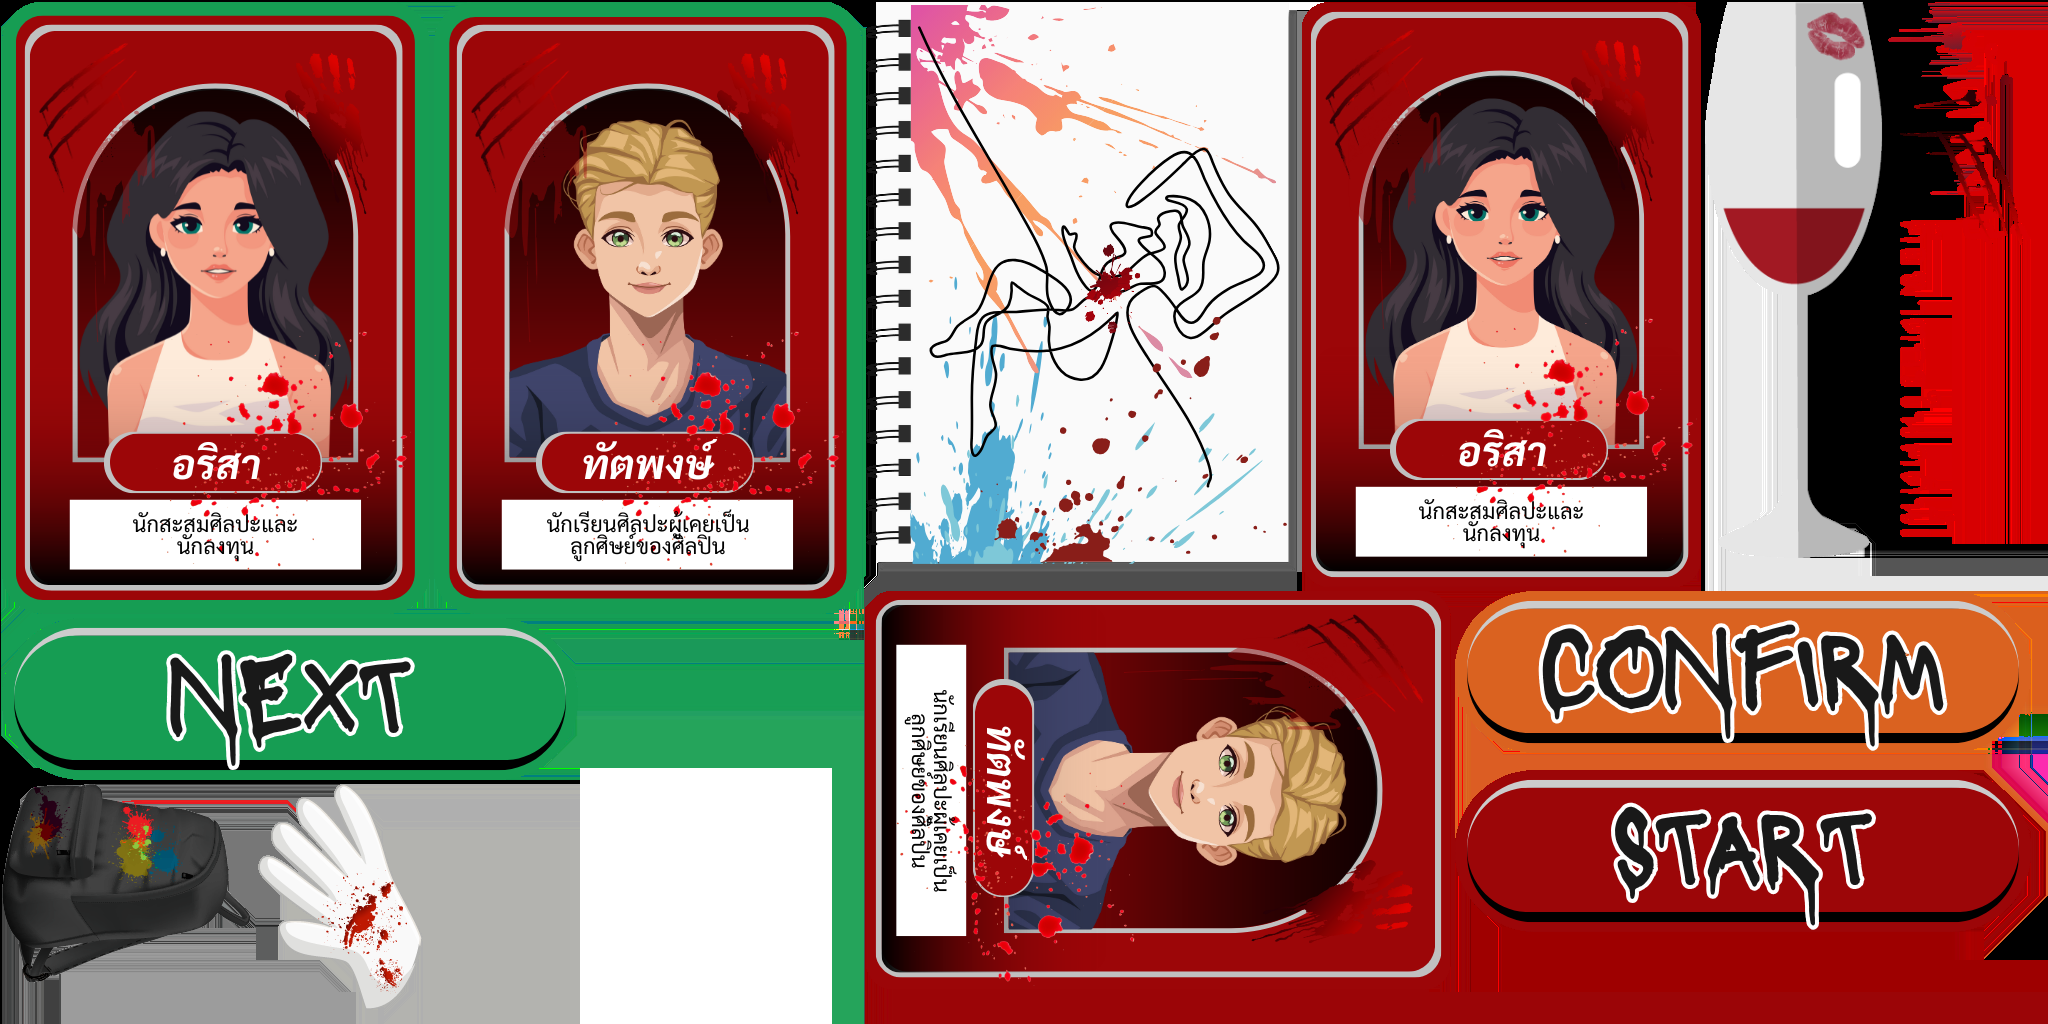 อริสา
นักสะสมศิลปะและ
นักลงทุน
ทัตพงษ์
นักเรียนศิลปะผู้เคยเป็น
ลูกศิษย์ของศิลปิน
อริสา
นักสะสมศิลปะและ
นักลงทุน
NEXT
ทัตพงษ์
นักเรียนศิลปะผู้เคยเป็น
ลูกศิษย์ของศิลปิน
CONFIRM
START